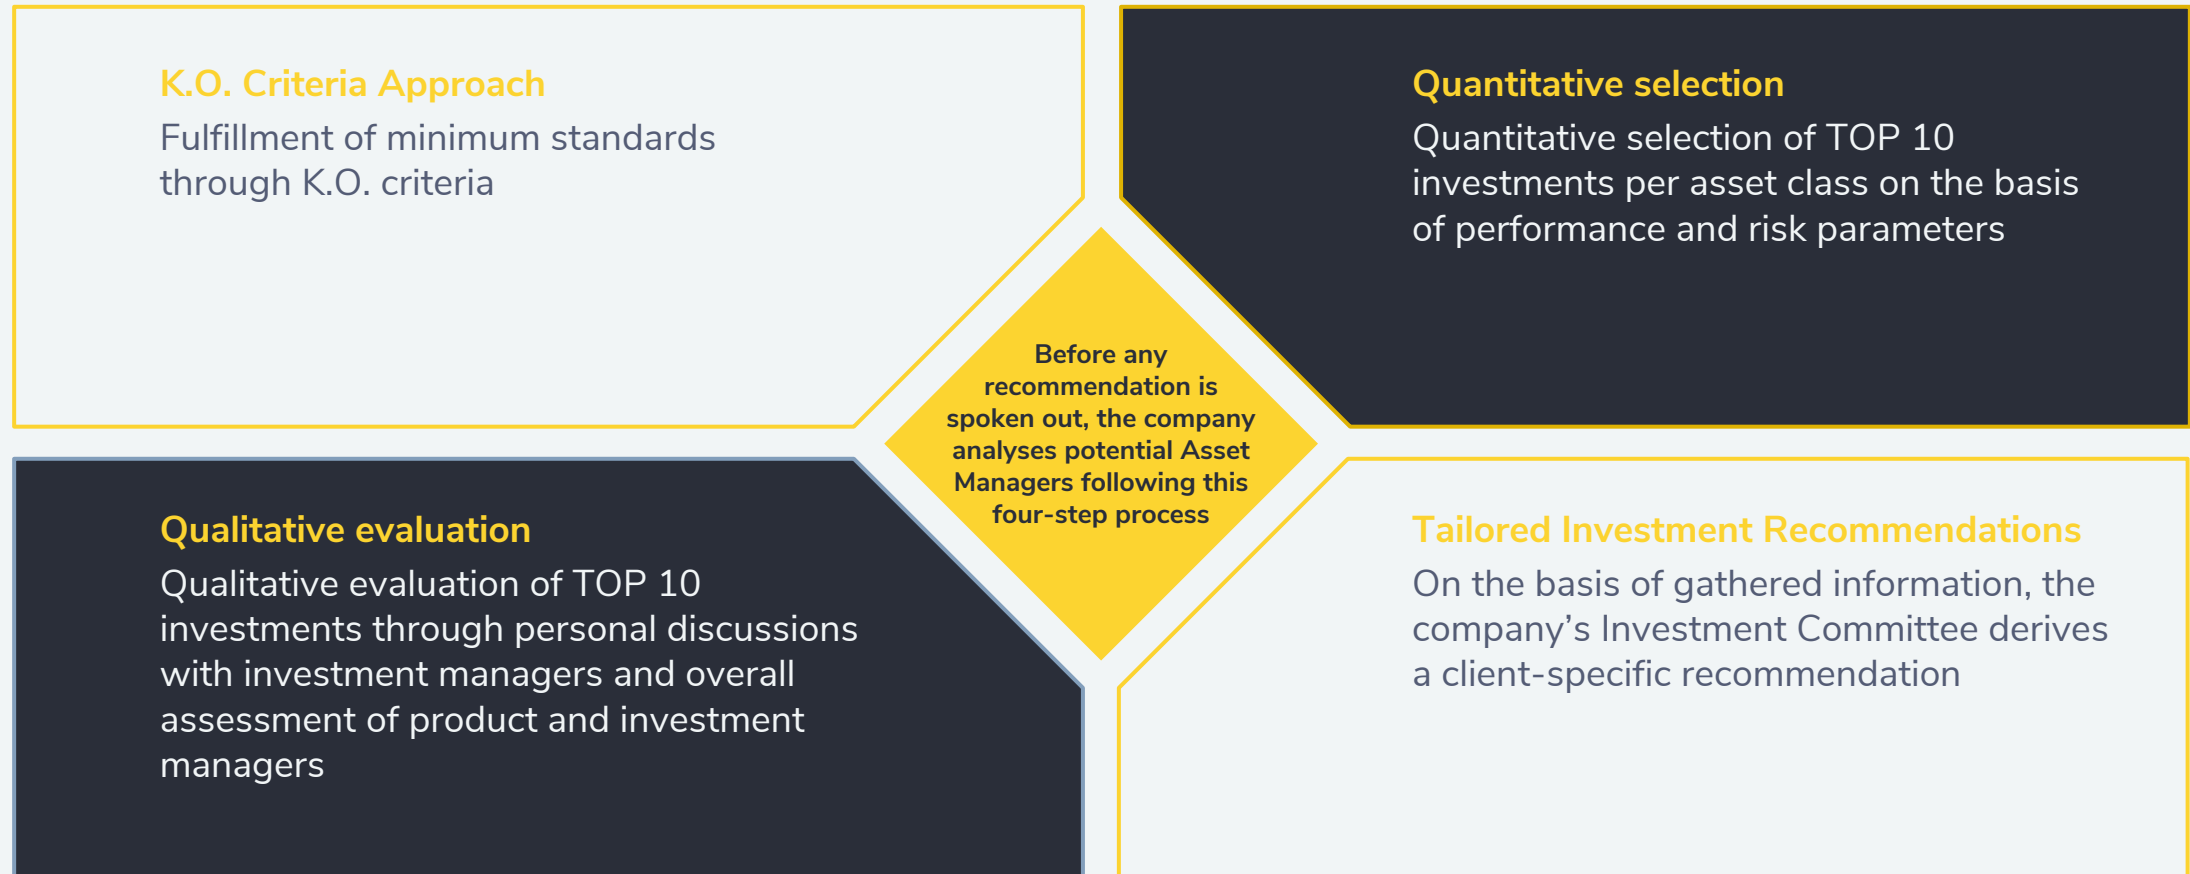 K.O. Criteria Approach
Fulfillment of minimum standards
through K.O. criteria
Quantitative selection
Quantitative selection of TOP 10
investments per asset class on the basis
of performance and risk parameters
Before any
recommendation is
spoken out, the company
analyses potential Asset
Managers following this
four-step process
Qualitative evaluation
Qualitative evaluation of TOP 10
investments through personal discussions
with investment managers and overall
assessment of product and investment
managers
Tailored Investment Recommendations
On the basis of gathered information, the
company’s Investment Committee derives
a client-specific recommendation